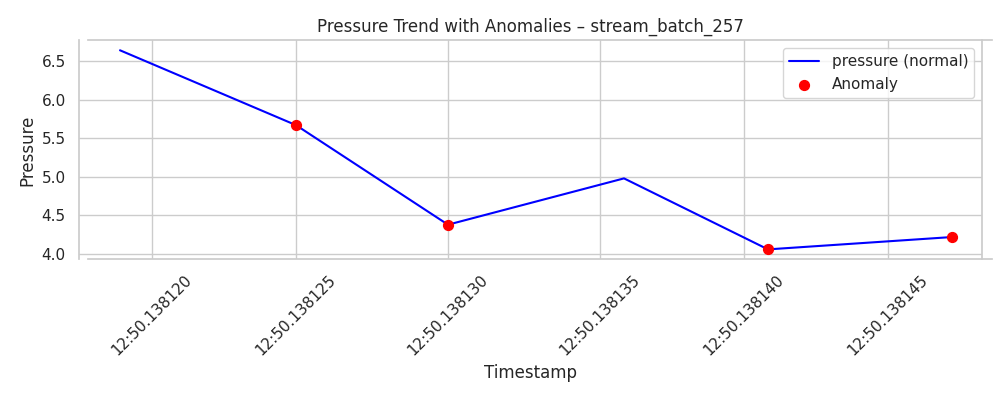 Pressure Trend with Anomalies – stream_batch_257
pressure (normal)
Anomaly
Pressure
6.5
6.0
5.5
5.0
4.5
4.0
12:50.138120
12:50.138125
12:50.138130
12:50.138135
12:50.138140
12:50.138145
Timestamp